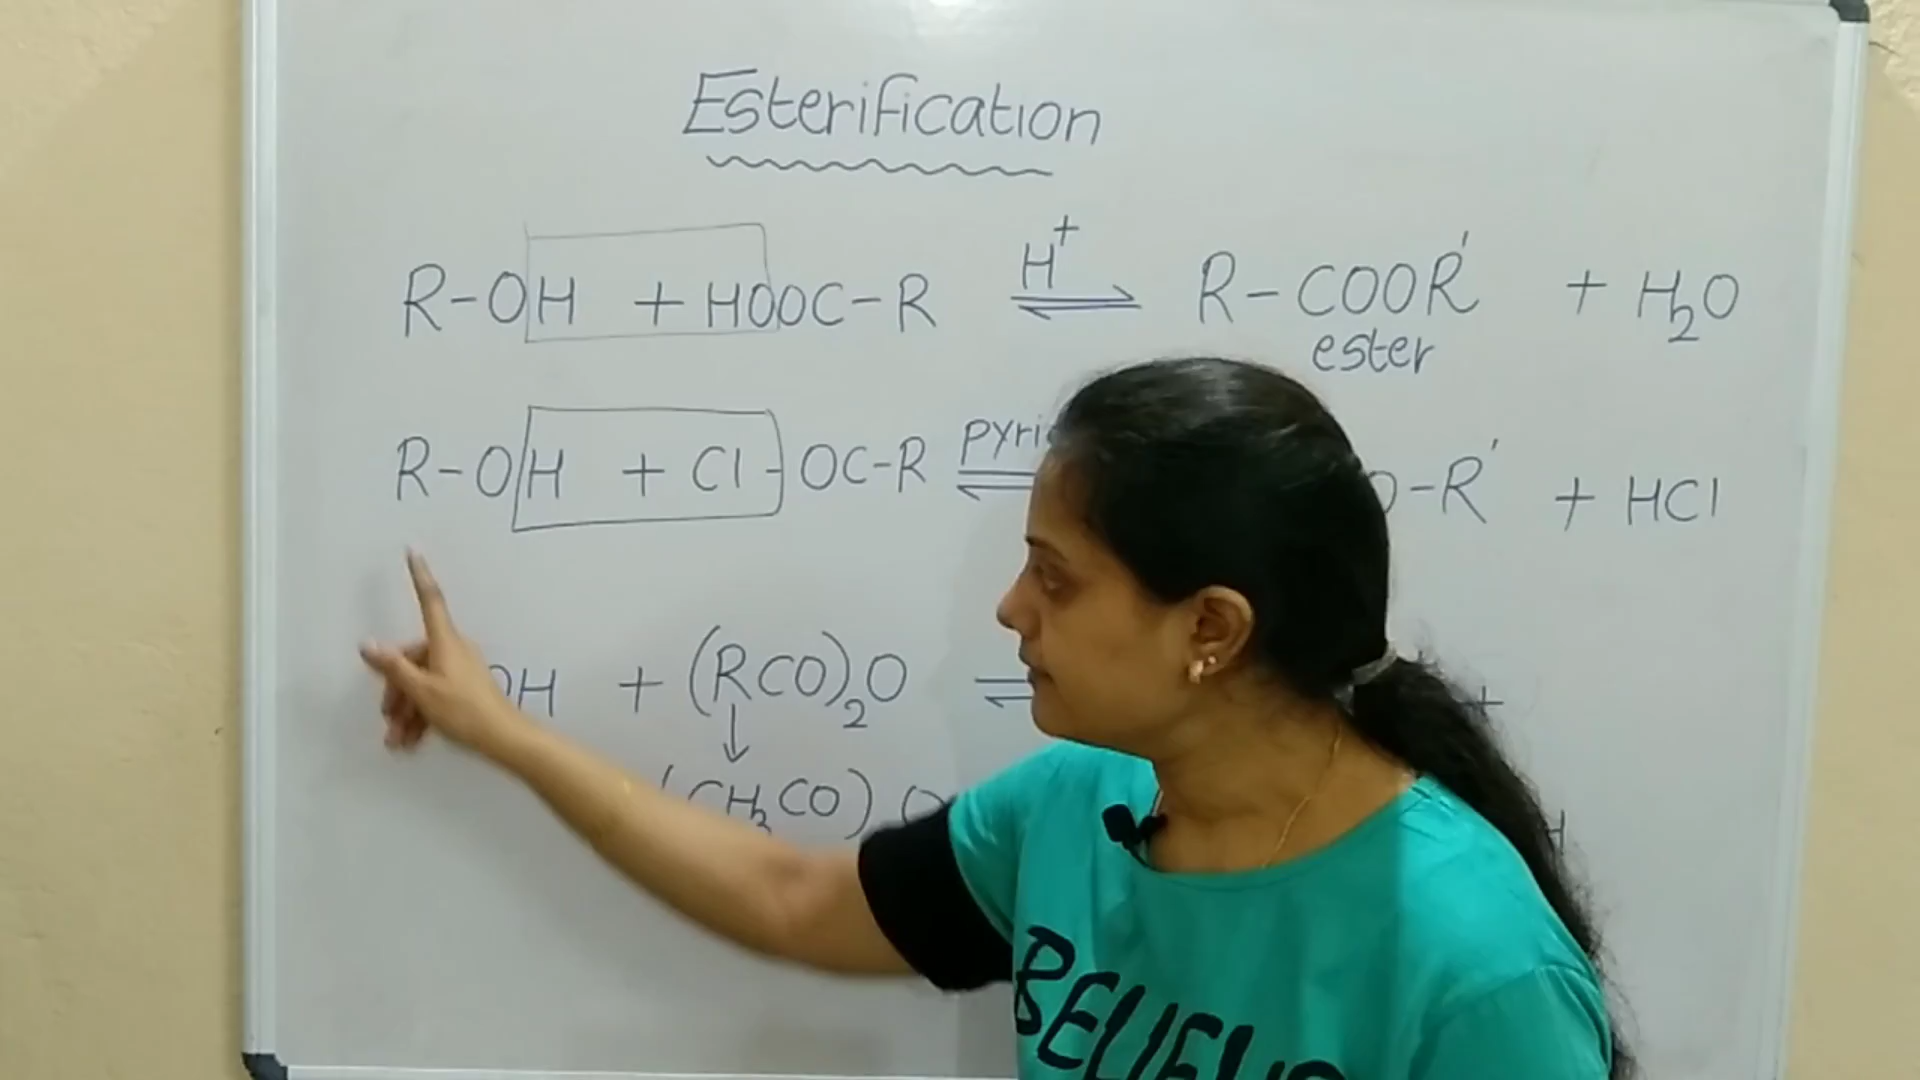 Esterification
R-OH + HOOC-R H⁺ ⇌ R-COOR' + H₂O
ester
R-OH + Cl-OC-R ⇌ O-R' + HCl
OH + (RCO)₂O ⇌ +
↓
(CH₃CO) O H
BELIEVE